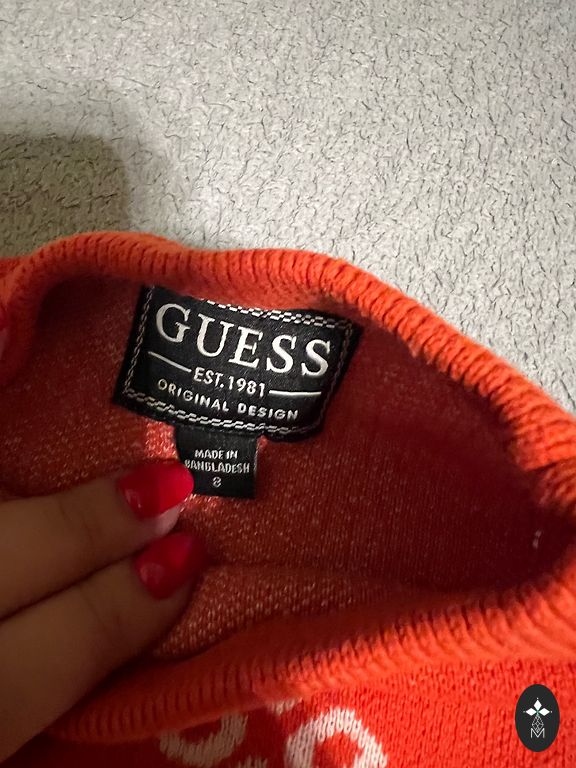 GUESS
EST.1981
ORIGINAL DESIGN
MADE IN
BANGLADESH
8
M